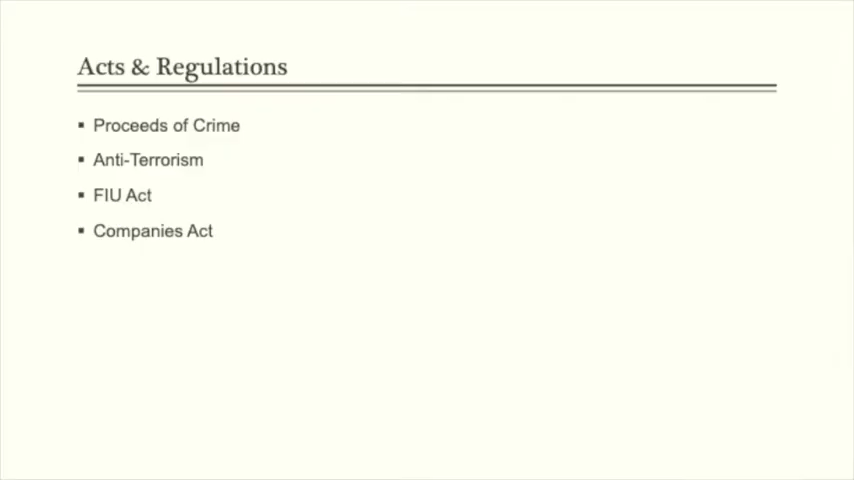 Acts & Regulations
▪ Proceeds of Crime
▪ Anti-Terrorism
▪ FIU Act
▪ Companies Act